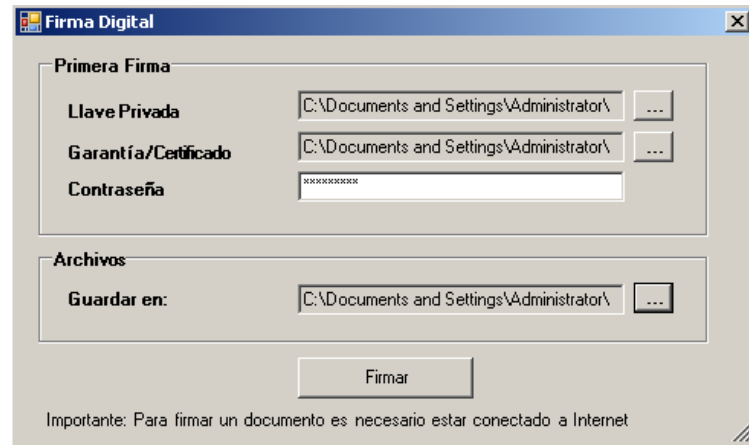 Firma Digital
Primera Firma
Llave Privada C:\Documents and Settings\Administrator\ ...
Garantía/Certificado C:\Documents and Settings\Administrator\ ...
Contraseña *********
Archivos
Guardar en: C:\Documents and Settings\Administrator\ ...
Firmar
Importante: Para firmar un documento es necesario estar conectado a Internet